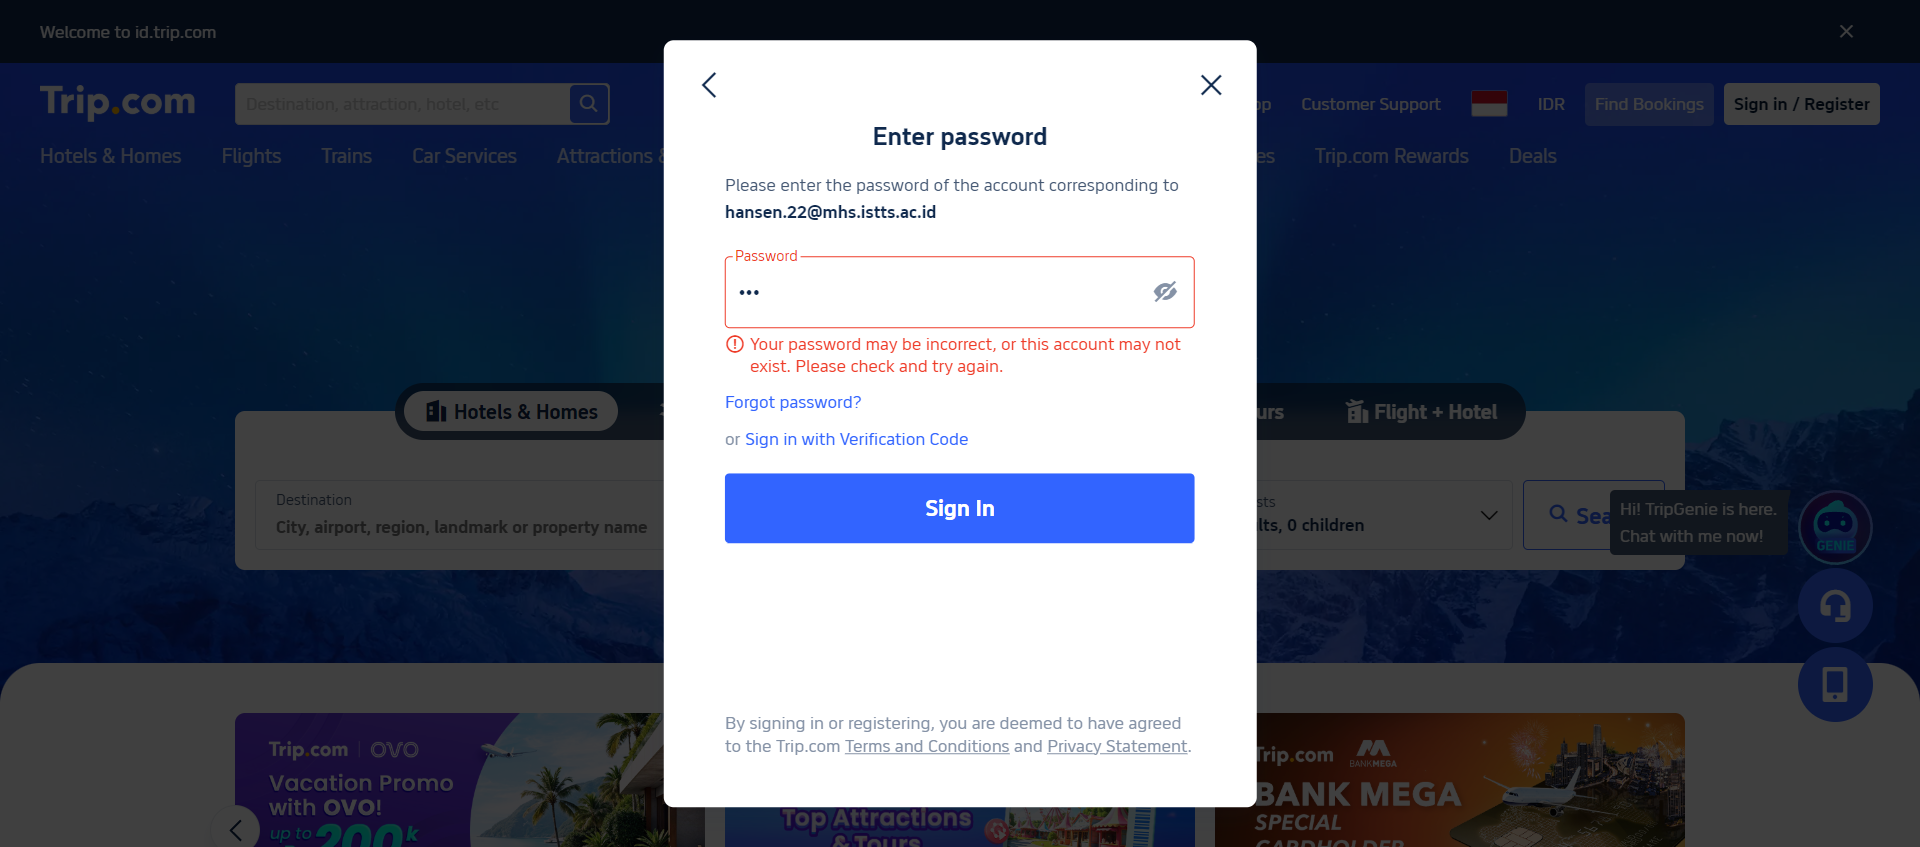 Welcome to id.trip.com
Trip.com
Destination, attraction, hotel, etc
Customer Support
IDR
Find Bookings
Sign in / Register
Hotels & Homes
Flights
Trains
Car Services
Attractions &
Trip.com Rewards
Deals
Enter password
Please enter the password of the account corresponding to
hansen.22@mhs.istts.ac.id
Password
•••
Your password may be incorrect, or this account may not
exist. Please check and try again.
Forgot password?
or Sign in with Verification Code
Sign In
By signing in or registering, you are deemed to have agreed
to the Trip.com Terms and Conditions and Privacy Statement.
Hotels & Homes
Flight + Hotel
Destination
City, airport, region, landmark or property name
0 children
Hi! TripGenie is here.
Chat with me now!
GENIE
Trip.com | OVO
Vacation Promo
with OVO!
up to 200k
Top Attractions
& Tours
Trip.com
BANK MEGA
BANK MEGA
SPECIAL
CARDHOLDER